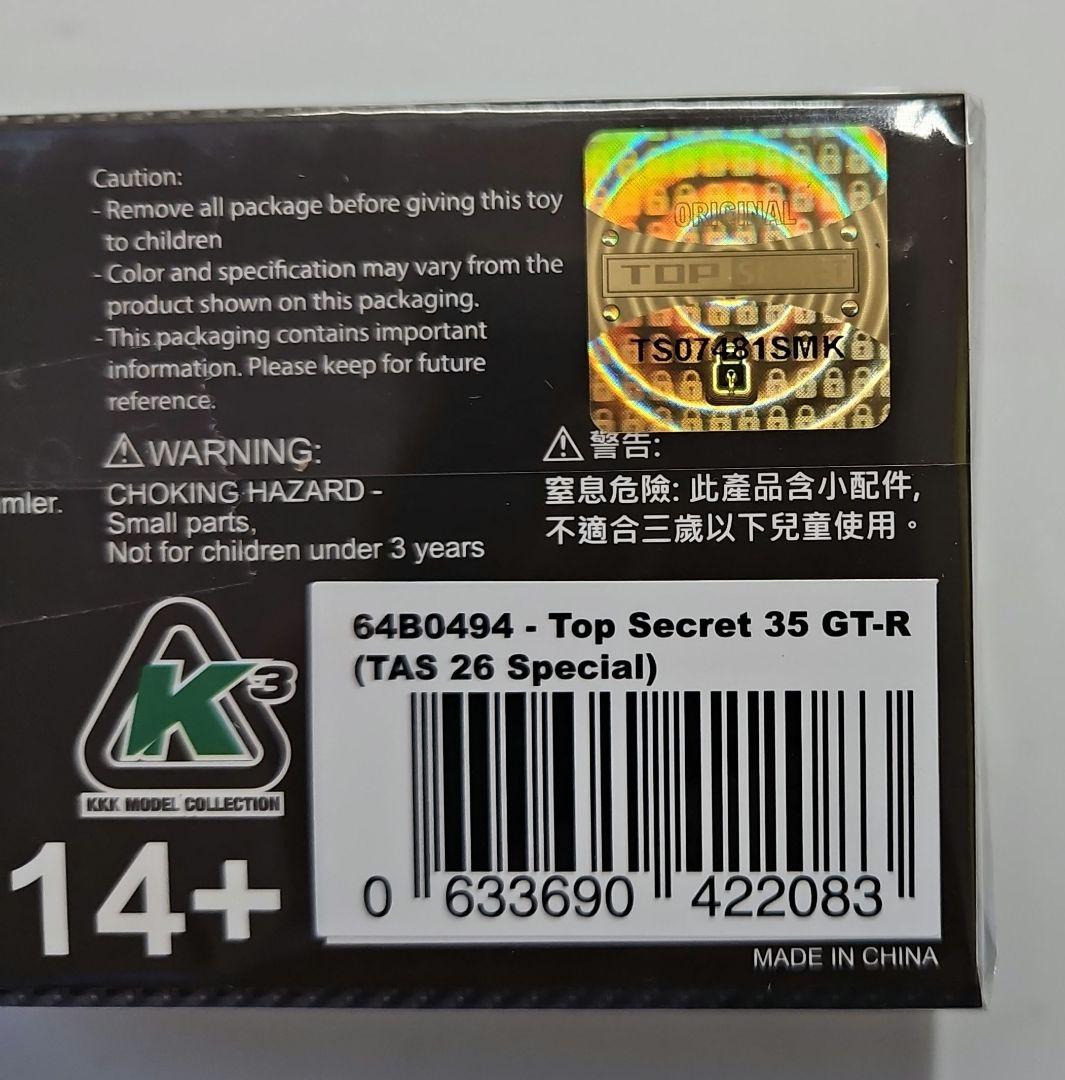 Caution:
- Remove all package before giving this toy
to children
- Color and specification may vary from the
product shown on this packaging.
- This packaging contains important
information. Please keep for future
reference.
ORIGINAL
TOP SECRET
TS07481SMK
⚠ WARNING:
CHOKING HAZARD -
Small parts,
Not for children under 3 years
⚠ 警告:
窒息危險: 此產品含小配件,
不適合三歲以下兒童使用。
64B0494 - Top Secret 35 GT-R
(TAS 26 Special)
0 633690 422083
K3
KKK MODEL COLLECTION
14+
MADE IN CHINA